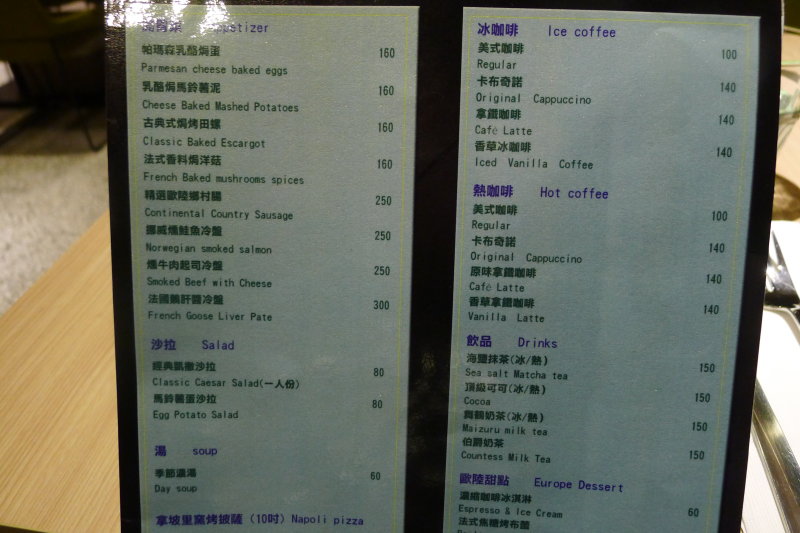 開胃菜 Appetizer
帕瑪森乳酪焗蛋 160
Parmesan cheese baked eggs
乳酪焗馬鈴薯泥 160
Cheese Baked Mashed Potatoes
古典式焗烤田螺 160
Classic Baked Escargot
法式香料焗洋菇 160
French Baked mushrooms spices
精選歐陸鄉村腸 250
Continental Country Sausage
挪威燻鮭魚冷盤 250
Norwegian smoked salmon
燻牛肉起司冷盤 250
Smoked Beef with Cheese
法國鵝肝醬冷盤 300
French Goose Liver Pate
沙拉 Salad
經典凱撒沙拉 80
Classic Caesar Salad(一人份)
馬鈴薯蛋沙拉 80
Egg Potato Salad
湯 soup
季節濃湯 60
Day soup
拿坡里窯烤披薩 (10吋) Napoli pizza
冰咖啡 Ice coffee
美式咖啡 100
Regular
卡布奇諾 140
Original Cappuccino
拿鐵咖啡 140
Café Latte
香草冰咖啡 140
Iced Vanilla Coffee
熱咖啡 Hot coffee
美式咖啡 100
Regular
卡布奇諾 140
Original Cappuccino
原味拿鐵咖啡 140
Café Latte
香草拿鐵咖啡 140
Vanilla Latte
飲品 Drinks
海鹽抹茶(冰/熱) 150
Sea salt Matcha tea
頂級可可(冰/熱) 150
Cocoa
舞鶴奶茶(冰/熱) 150
Maizuru milk tea
伯爵奶茶 150
Countess Milk Tea
歐陸甜點 Europe Dessert
濃縮咖啡冰淇淋 60
Espresso & Ice Cream
法式焦糖烤布蕾